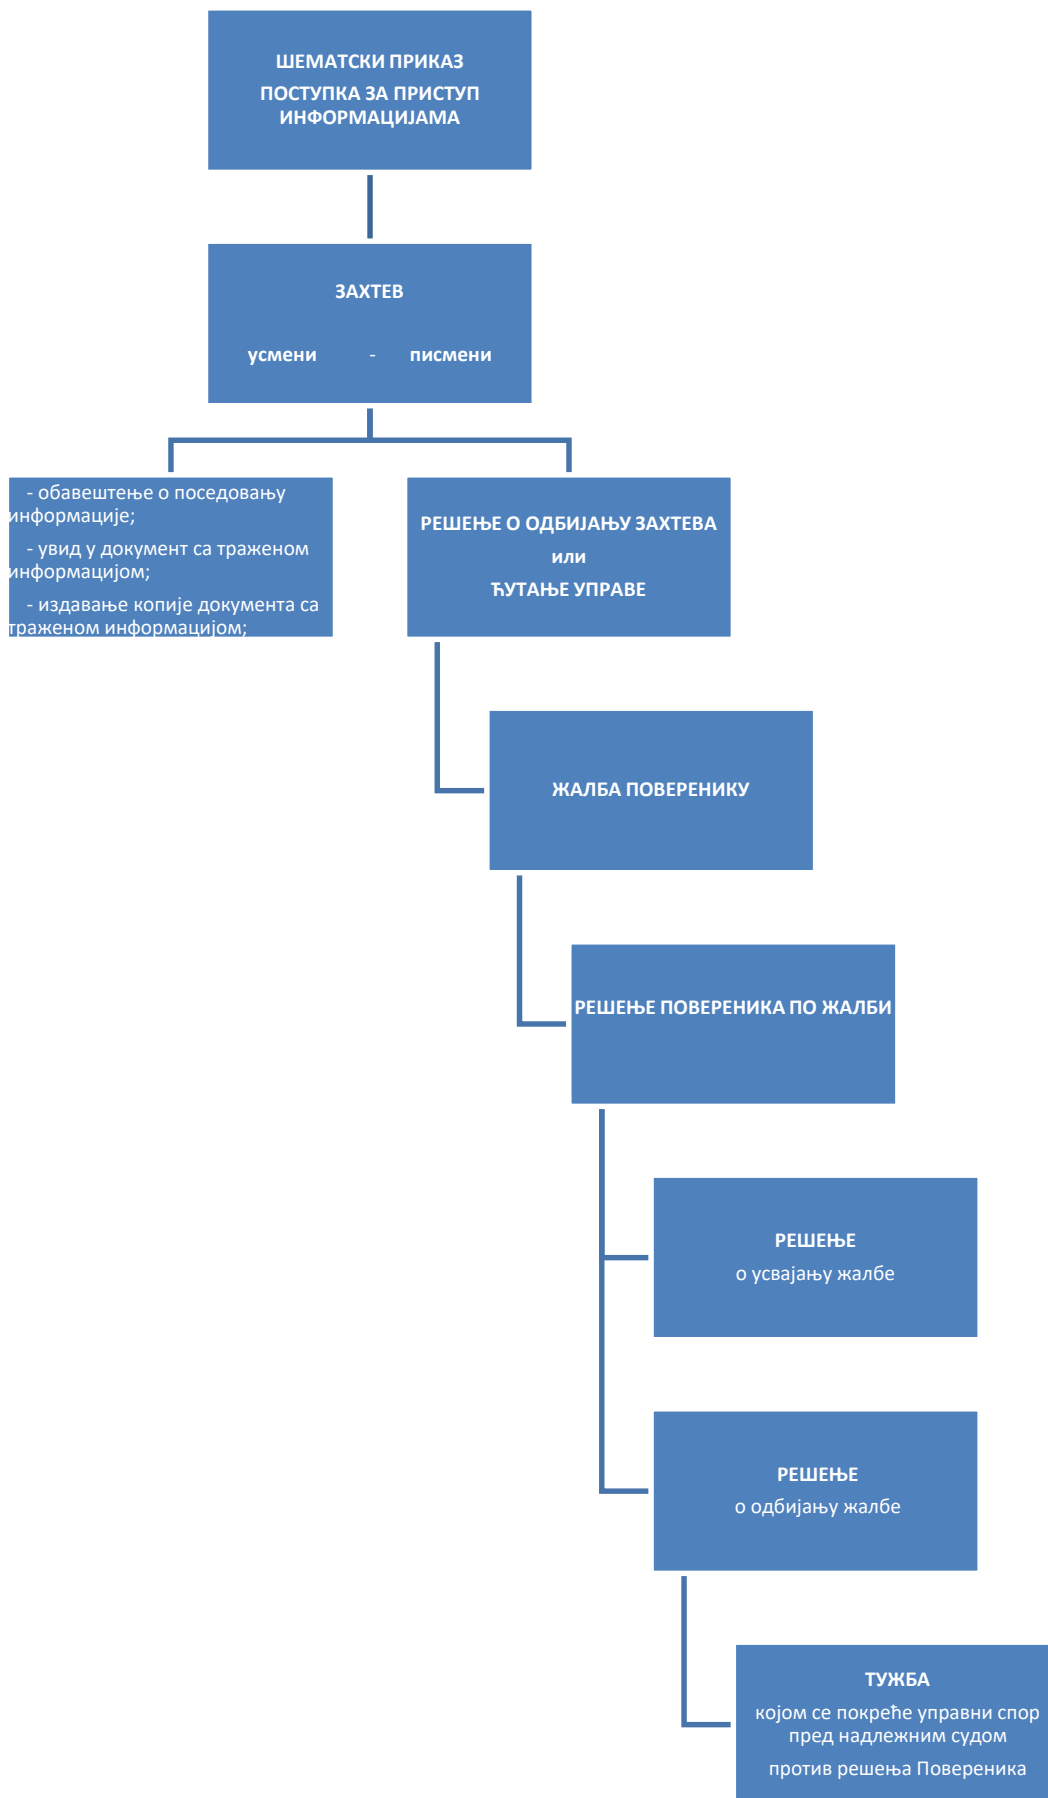 ШЕМАТСКИ ПРИКАЗ
ПОСТУПКА ЗА ПРИСТУП
ИНФОРМАЦИЈАМА
ЗАХТЕВ
усмени - писмени
- обавештење о поседовању
информације;
- увид у документ са траженом
информацијом;
- издавање копије документа са
траженом информацијом;
РЕШЕЊЕ О ОДБИЈАЊУ ЗАХТЕВА
или
ЋУТАЊЕ УПРАВЕ
ЖАЛБА ПОВЕРЕНИКУ
РЕШЕЊЕ ПОВЕРЕНИКА ПО ЖАЛБИ
РЕШЕЊЕ
о усвајању жалбе
РЕШЕЊЕ
о одбијању жалбе
ТУЖБА
којом се покреће управни спор
пред надлежним судом
против решења Повереника